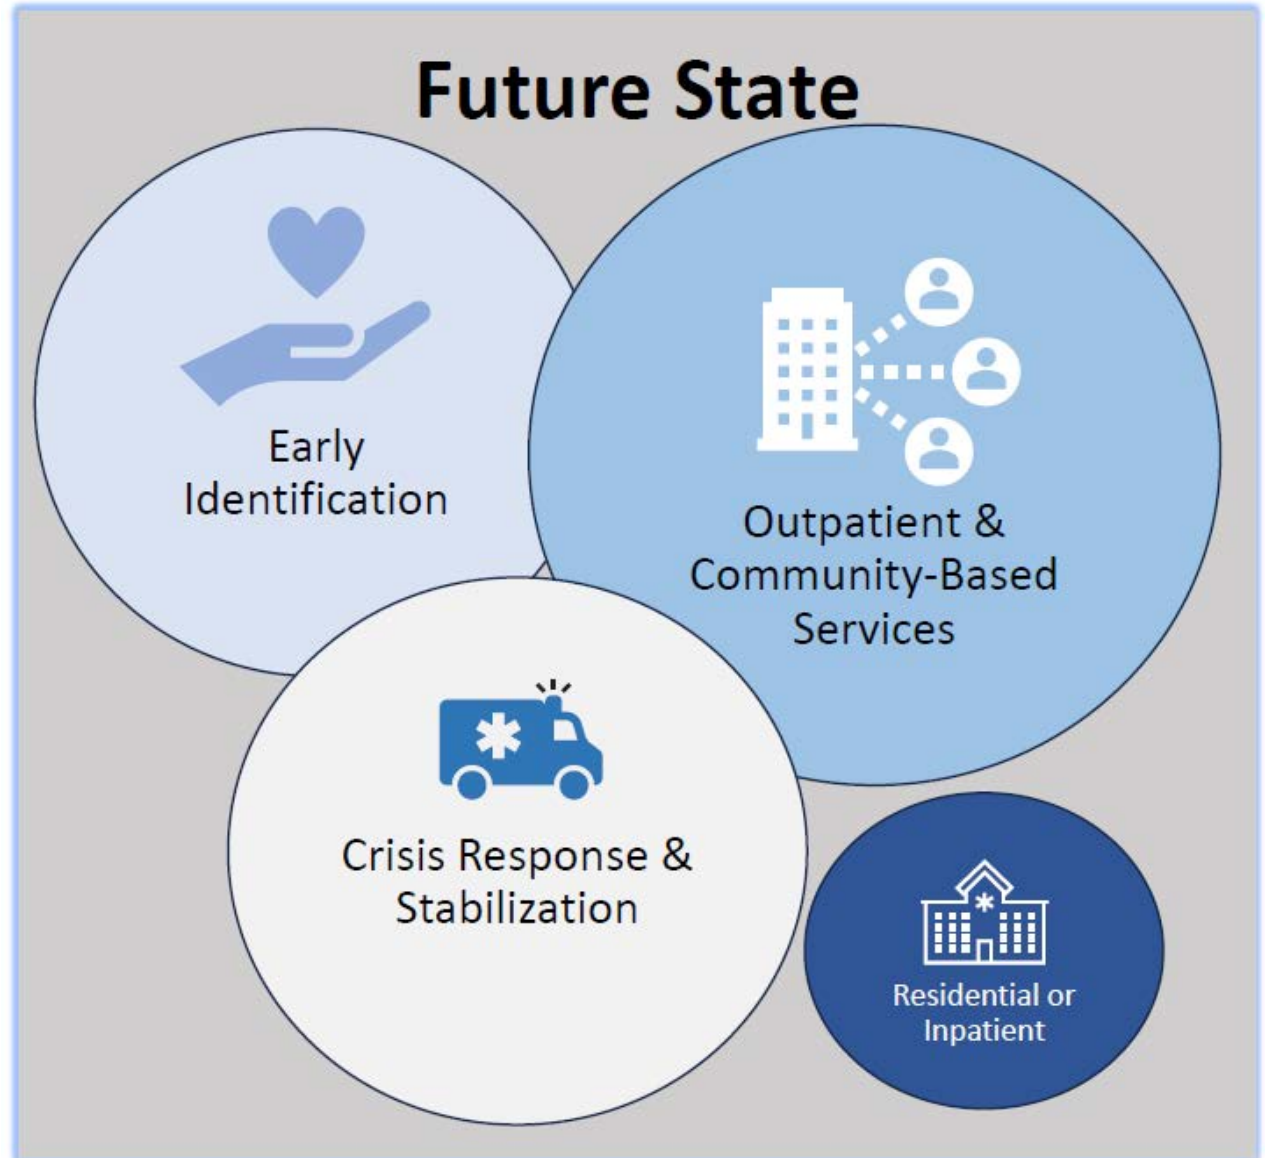 Future State
Early
Identification
Outpatient &
Community-Based
Services
Crisis Response &
Stabilization
Residential or
Inpatient